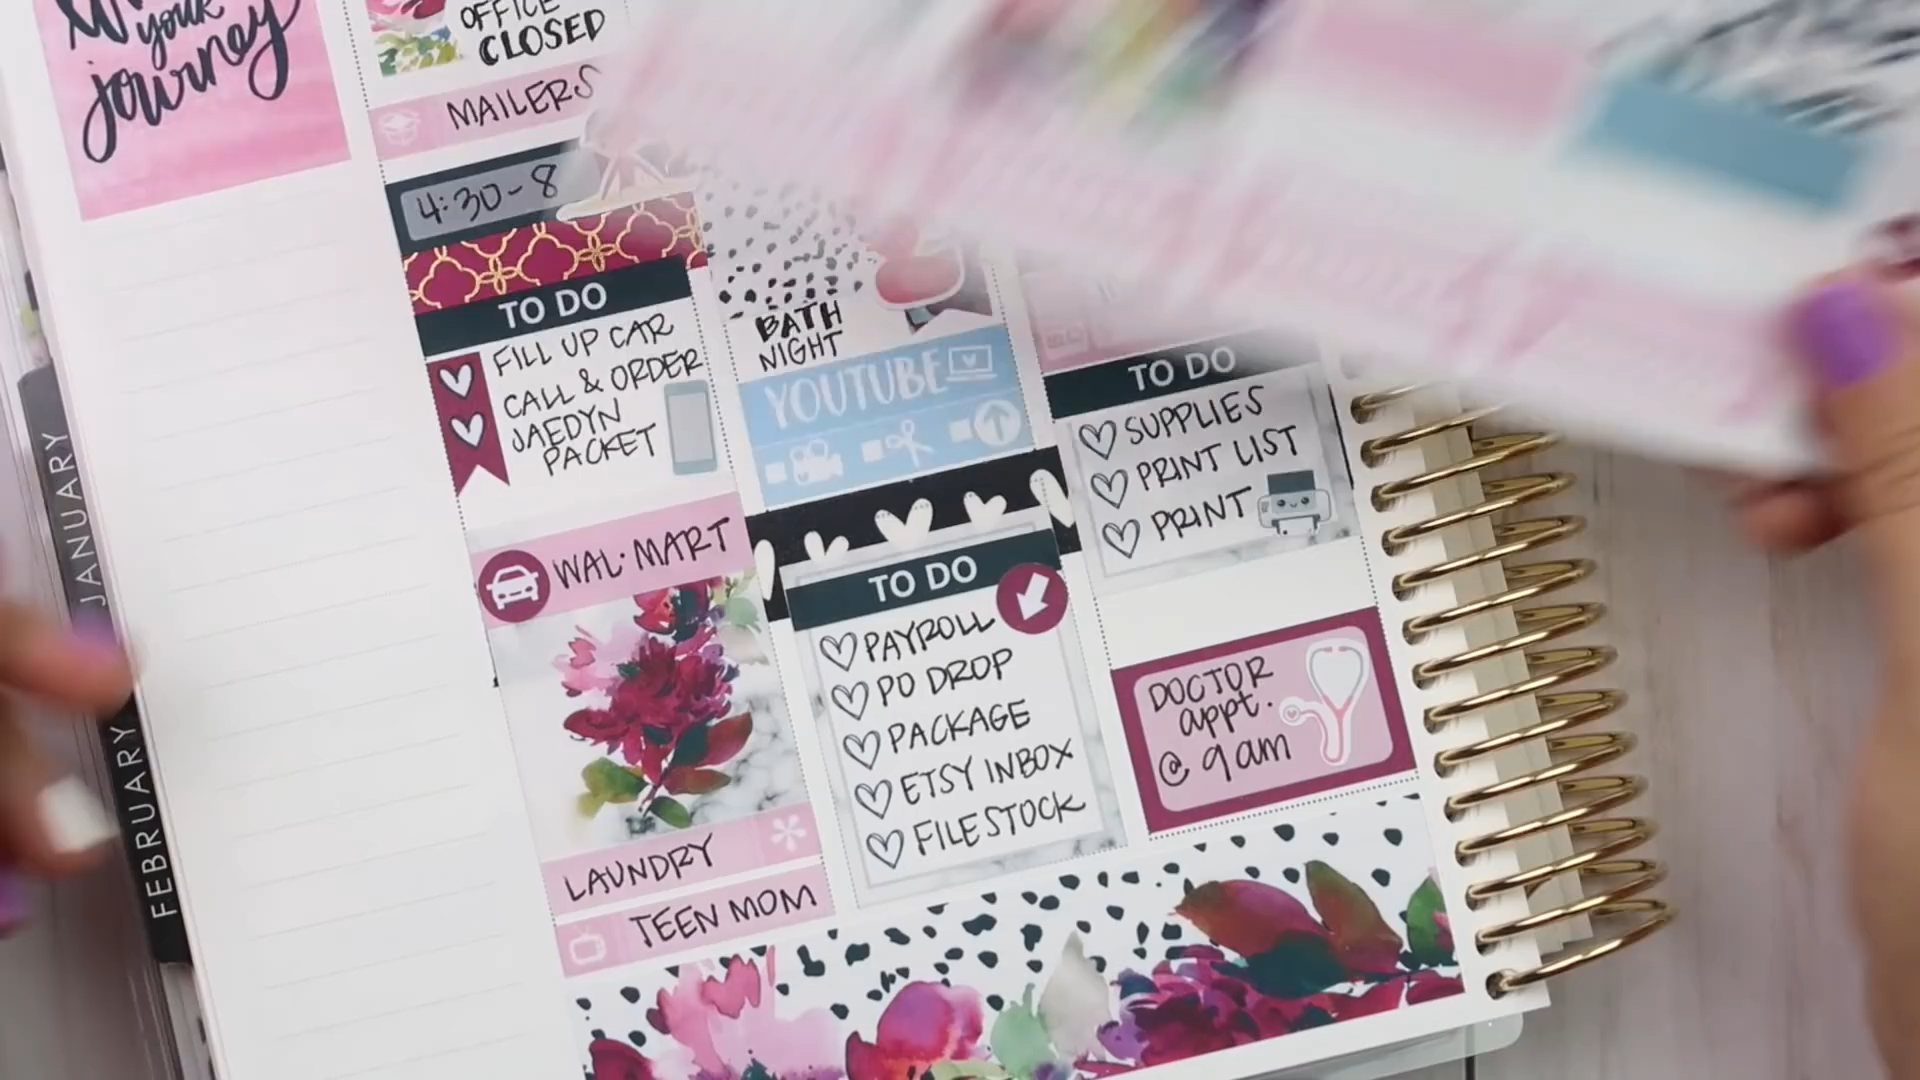 your
journey
OFFICE
CLOSED
MAILERS
4:30-8
TO DO
FILL UP CAR
CALL & ORDER
JAEDYN
PACKET
WAL·MART
LAUNDRY
TEEN MOM
BATH
NIGHT
YOUTUBE
TO DO
PAYROLL
PO DROP
PACKAGE
ETSY INBOX
FILE STOCK
TO DO
SUPPLIES
PRINT LIST
PRINT
DOCTOR
appt.
@ 9am
JANUARY
FEBRUARY